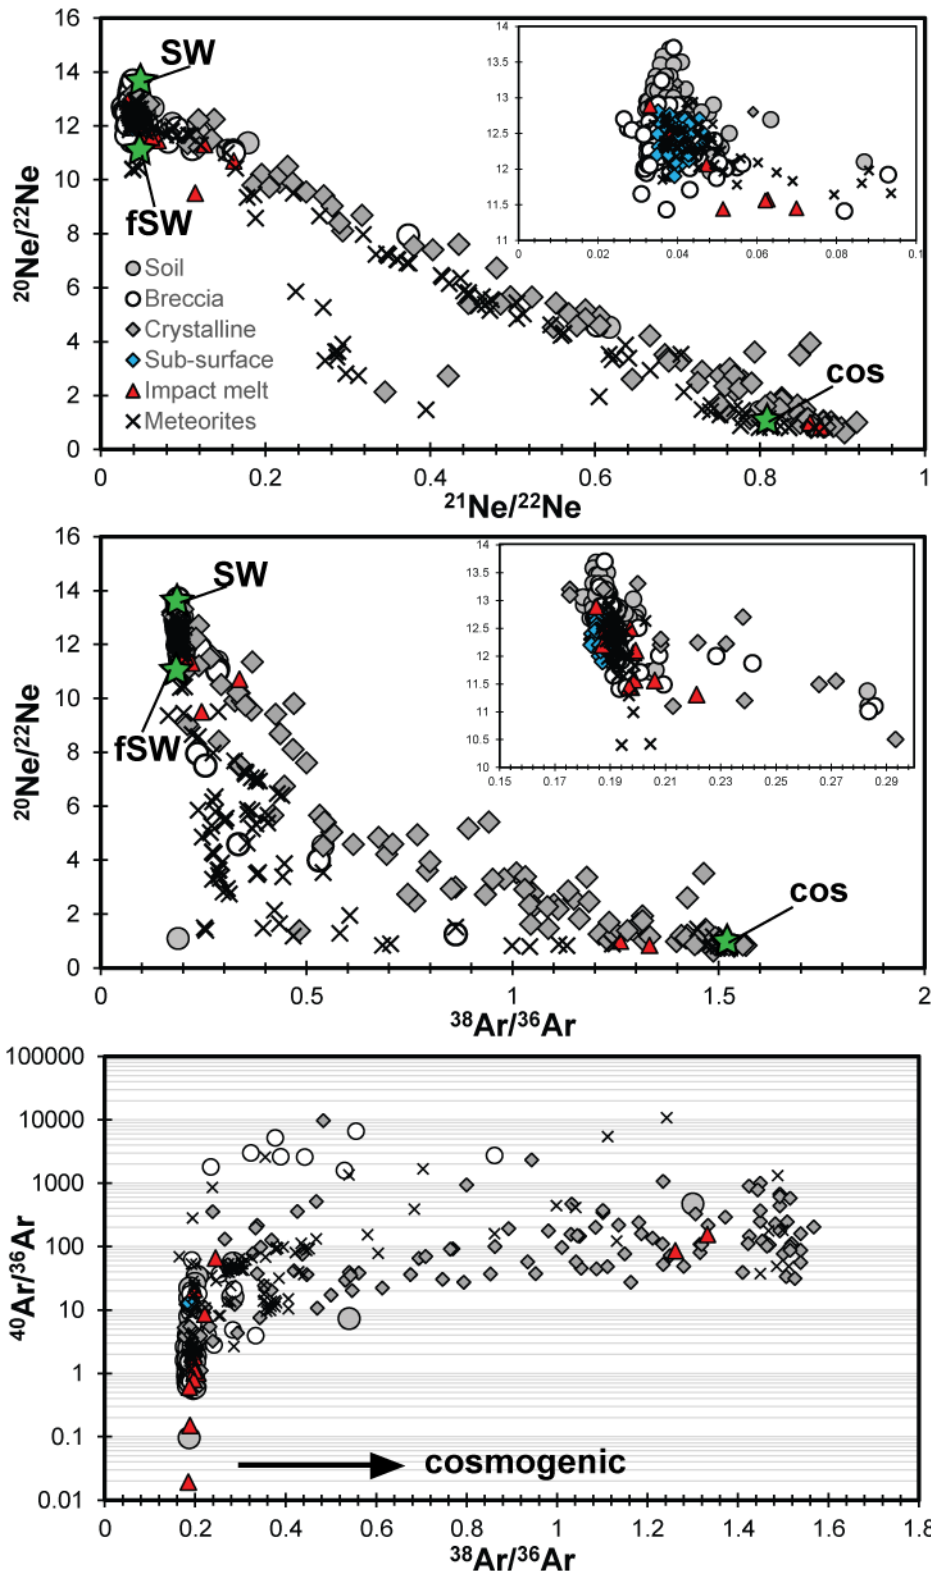 16
14
12
10
8
6
4
2
0
²⁰Ne/²²Ne
SW
fSW
cos
Soil
Breccia
Crystalline
Sub-surface
Impact melt
Meteorites
13.5
13
12.5
12
11.5
11
0 0.02 0.04 0.06 0.08 0.1
0 0.2 0.4 0.6 0.8 1
²¹Ne/²²Ne
16
14
12
10
8
6
4
2
0
²⁰Ne/²²Ne
SW
fSW
cos
14
13.5
13
12.5
12
11.5
11
10.5
10
0.15 0.17 0.19 0.21 0.23 0.25 0.27 0.29
0 0.5 1 1.5 2
³⁸Ar/³⁶Ar
100000
10000
1000
100
10
1
0.1
0.01
⁴⁰Ar/³⁶Ar
cosmogenic
0 0.2 0.4 0.6 0.8 1 1.2 1.4 1.6 1.8
³⁸Ar/³⁶Ar